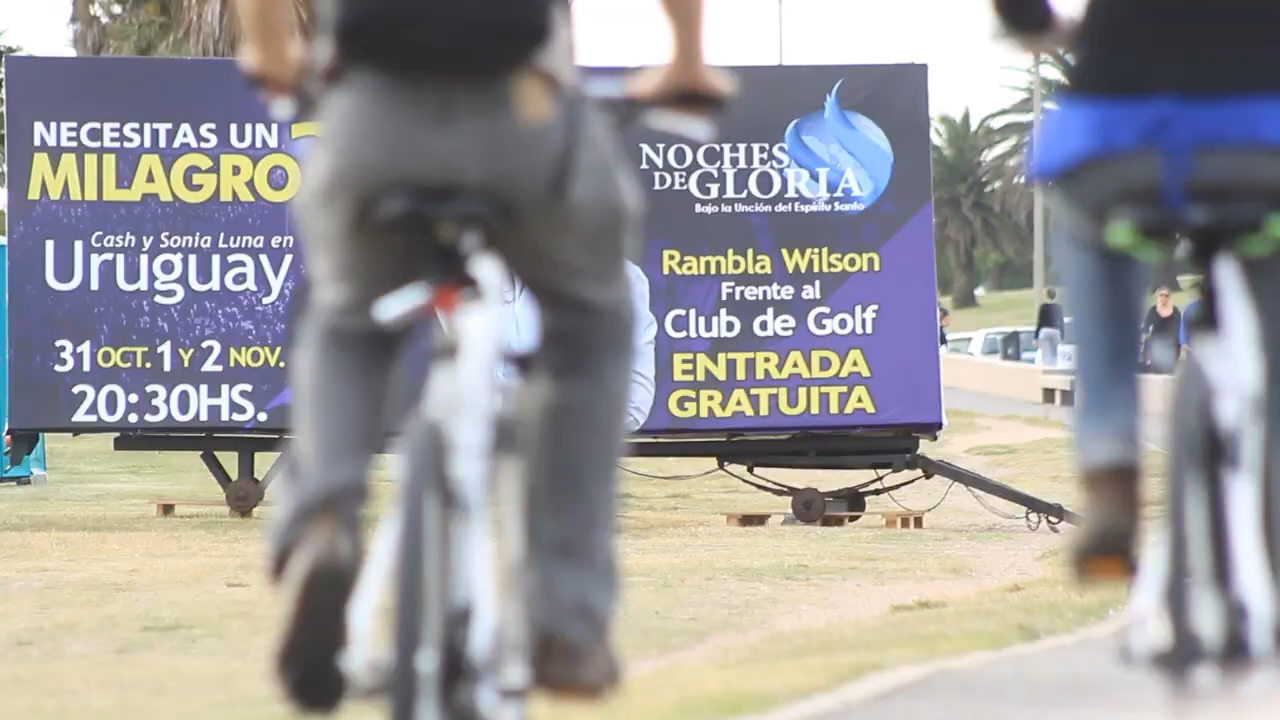 NECESITAS UN
MILAGRO?
Cash y Sonia Luna en
Uruguay
31 OCT. 1 Y 2 NOV.
20:30HS.
NOCHES
DE GLORIA
Bajo la Unción del Espíritu Santo
Rambla Wilson
Frente al
Club de Golf
ENTRADA
GRATUITA